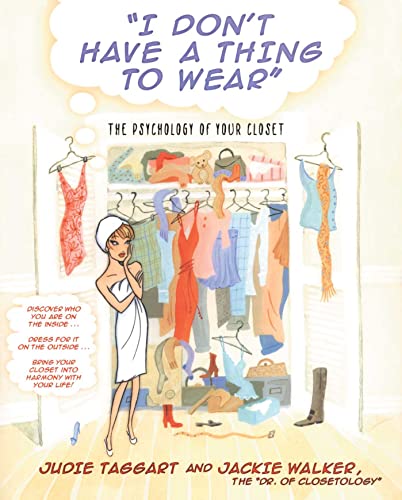 "I DON'T
HAVE A THING
TO WEAR"
THE PSYCHOLOGY OF YOUR CLOSET
DISCOVER WHO
YOU ARE ON
THE INSIDE ...
DRESS FOR IT
ON THE OUTSIDE ...
BRING YOUR
CLOSET INTO
HARMONY WITH
YOUR LIFE!
JUDIE TAGGART AND JACKIE WALKER,
THE "DR. OF CLOSETOLOGY"